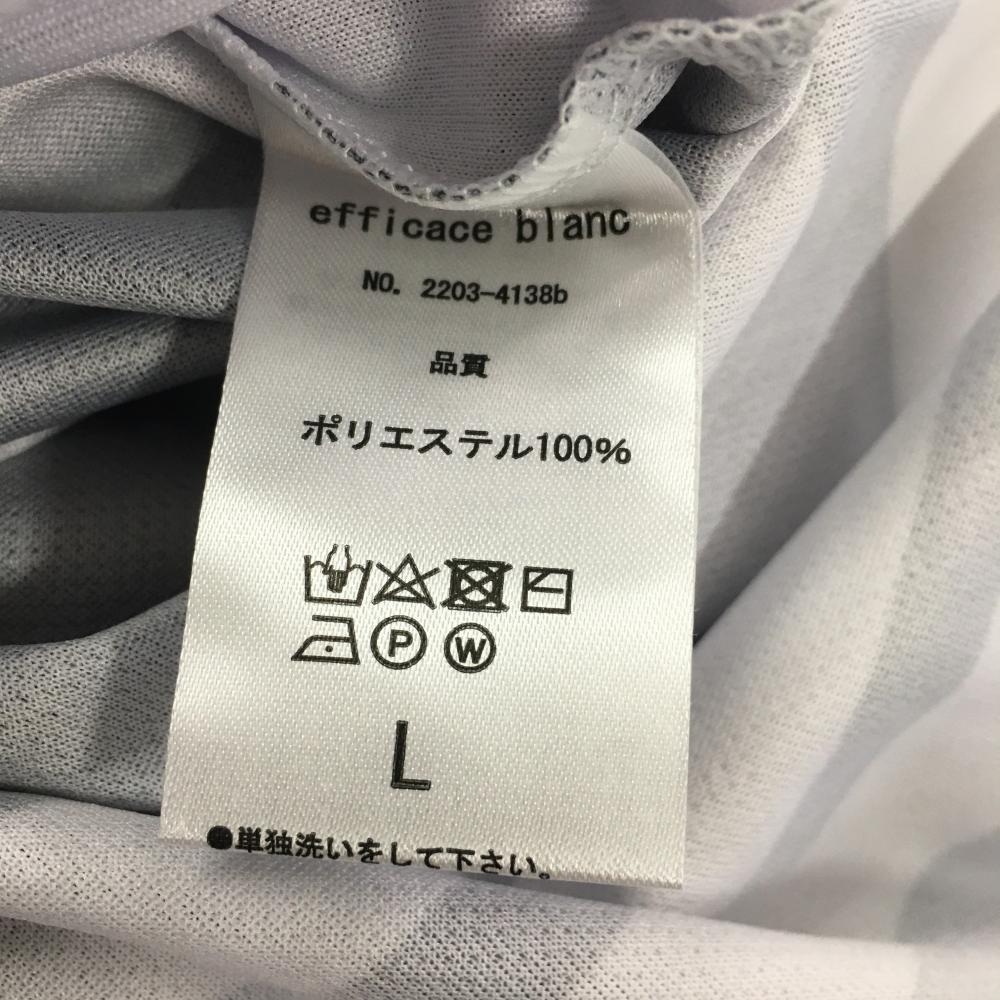 efficace blanc
NO. 2203-4138b
品質
ポリエステル100%
P W
L
●単独洗いをして下さい。